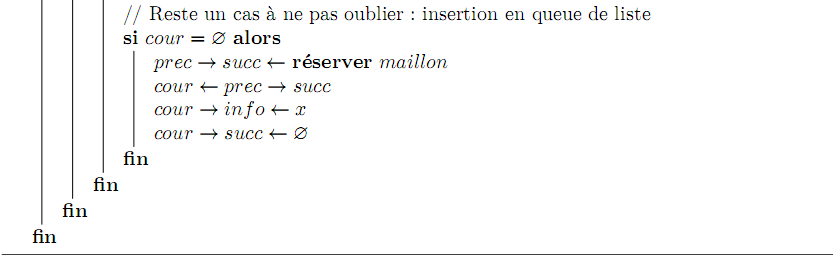 // Reste un cas à ne pas oublier : insertion en queue de liste
si cour = ∅ alors
prec → succ ← réserver maillon
cour ← prec → succ
cour → info ← x
cour → succ ← ∅
fin
fin
fin
fin